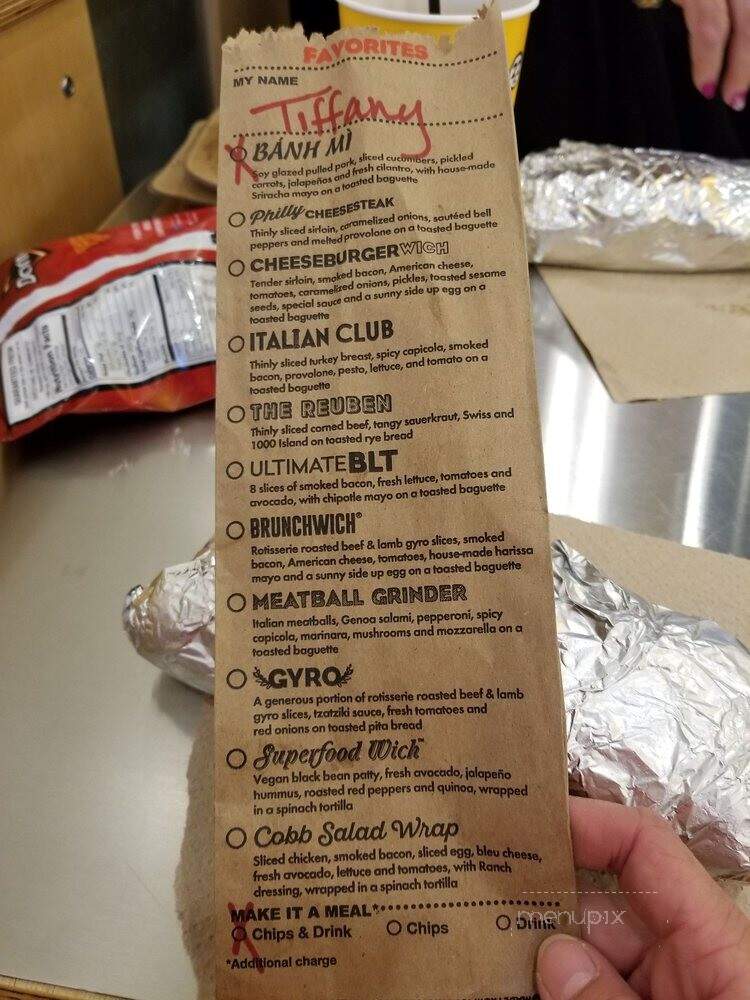 FAVORITES
MY NAME
Tiffany
BÁNH MÌ
Soy glazed pulled pork, sliced cucumbers, pickled
carrots, jalapeños and fresh cilantro, with house-made
Sriracha mayo on a toasted baguette
Philly CHEESESTEAK
Thinly sliced sirloin, caramelized onions, sautéed bell
peppers and melted provolone on a toasted baguette
CHEESEBURGERWICH
Tender sirloin, smoked bacon, American cheese,
tomatoes, caramelized onions, pickles, toasted sesame
seeds, special sauce and a sunny side up egg on a
toasted baguette
ITALIAN CLUB
Thinly sliced turkey breast, spicy capicola, smoked
bacon, provolone, pesto, lettuce, and tomato on a
toasted baguette
THE REUBEN
Thinly sliced corned beef, tangy sauerkraut, Swiss and
1000 Island on toasted rye bread
ULTIMATE BLT
8 slices of smoked bacon, fresh lettuce, tomatoes and
avocado, with chipotle mayo on a toasted baguette
BRUNCHWICH®
Rotisserie roasted beef & lamb gyro slices, smoked
bacon, American cheese, tomatoes, house-made harissa
mayo and a sunny side up egg on a toasted baguette
MEATBALL GRINDER
Italian meatballs, Genoa salami, pepperoni, spicy
capicola, marinara, mushrooms and mozzarella on a
toasted baguette
GYRO
A generous portion of rotisserie roasted beef & lamb
gyro slices, tzatziki sauce, fresh tomatoes and
red onions on toasted pita bread
Superfood Wich™
Vegan black bean patty, fresh avocado, jalapeño
hummus, roasted red peppers and quinoa, wrapped
in a spinach tortilla
Cobb Salad Wrap
Sliced chicken, smoked bacon, sliced egg, bleu cheese,
fresh avocado, lettuce and tomatoes, with Ranch
dressing, wrapped in a spinach tortilla
MAKE IT A MEAL*
Chips & Drink Chips Drink
*Additional charge
menupix
Nutrition Facts